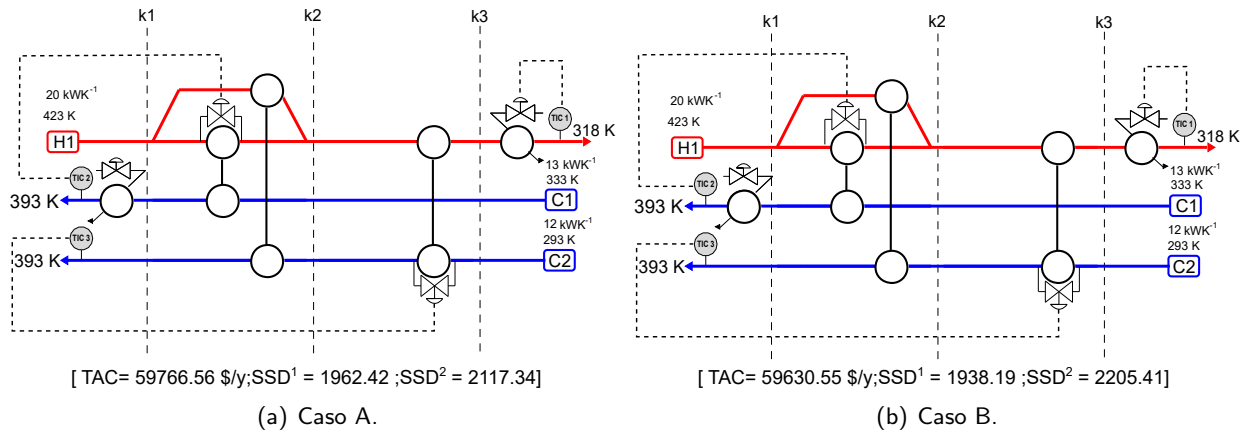 k1
k2
k3
20 kWK⁻¹
423 K
H1
TIC 1
318 K
13 kWK⁻¹
333 K
TIC 2
393 K
C1
12 kWK⁻¹
293 K
TIC 3
393 K
C2
[ TAC= 59766.56 $/y;SSD¹ = 1962.42 ;SSD² = 2117.34]
(a) Caso A.
k1
k2
k3
20 kWK⁻¹
423 K
H1
TIC 1
318 K
13 kWK⁻¹
333 K
TIC 2
393 K
C1
12 kWK⁻¹
293 K
TIC 3
393 K
C2
[ TAC= 59630.55 $/y;SSD¹ = 1938.19 ;SSD² = 2205.41]
(b) Caso B.